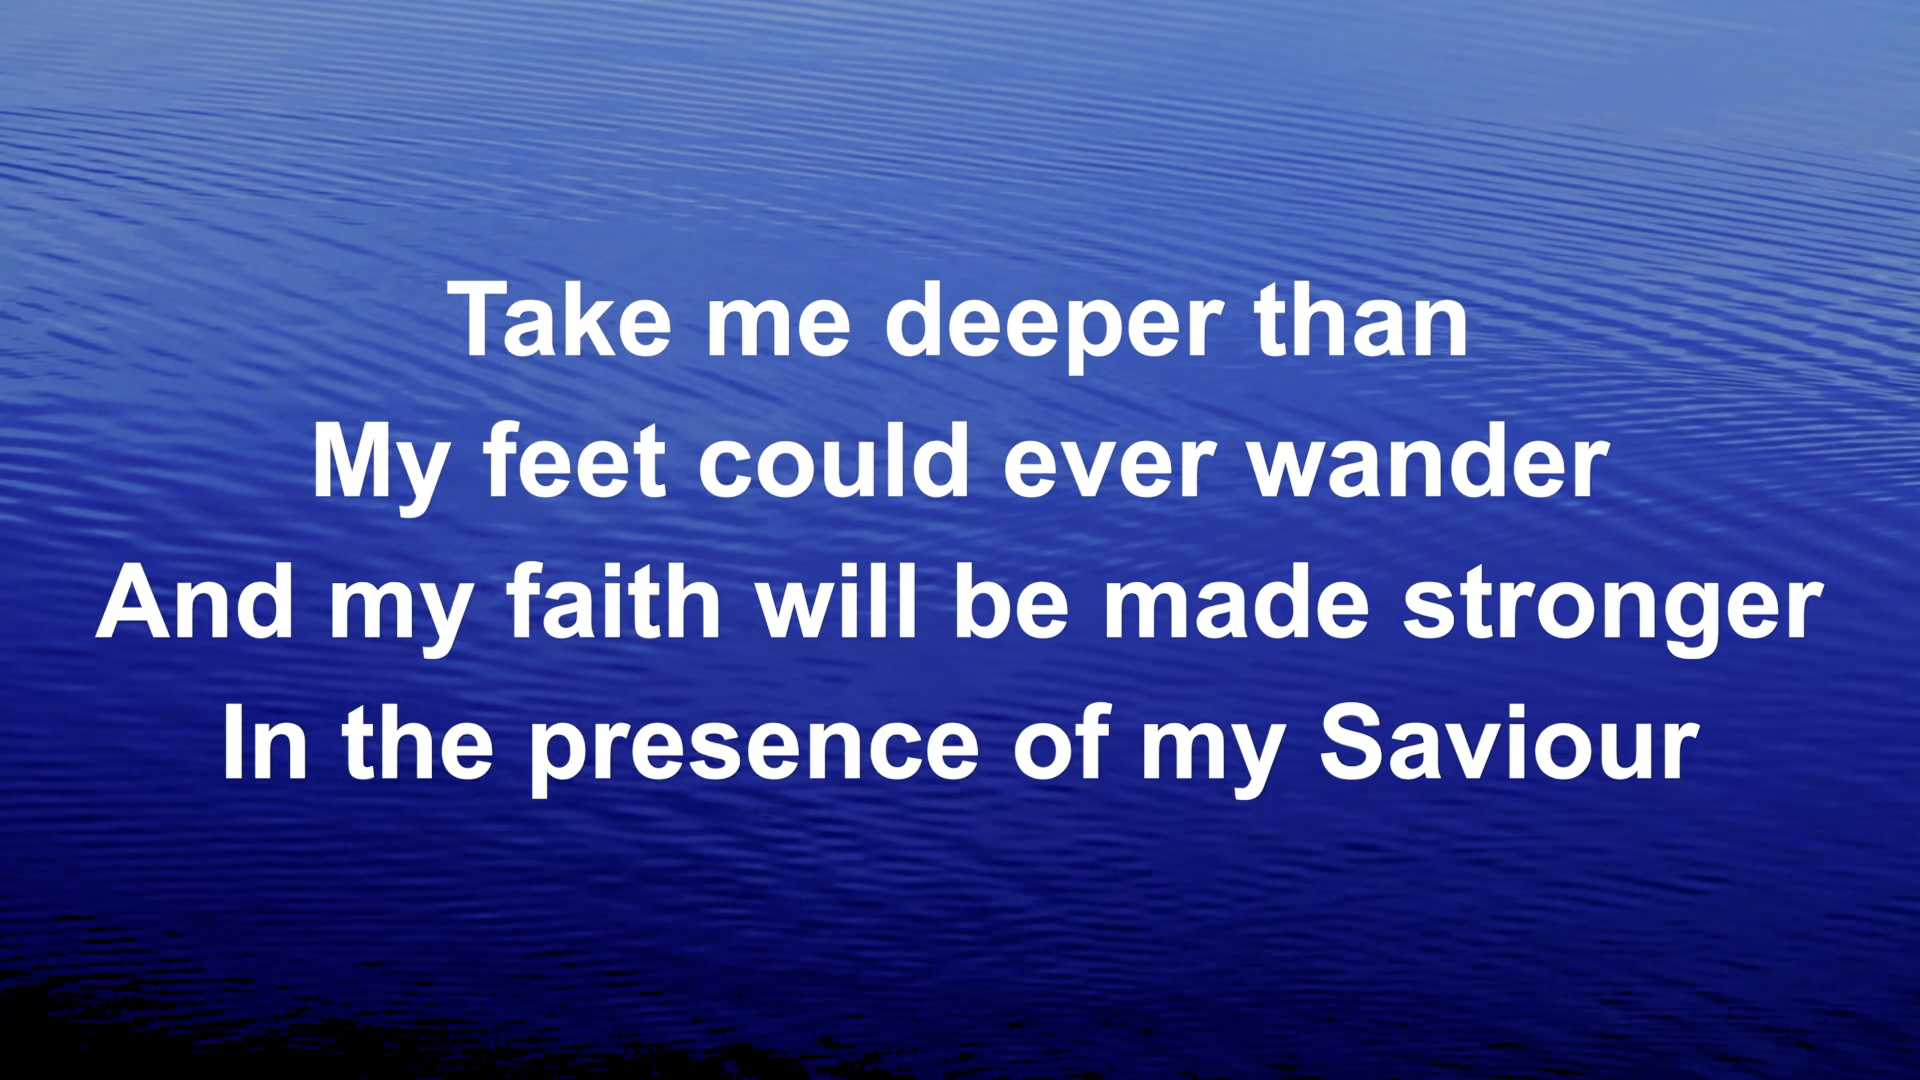 Take me deeper than
My feet could ever wander
And my faith will be made stronger
In the presence of my Saviour